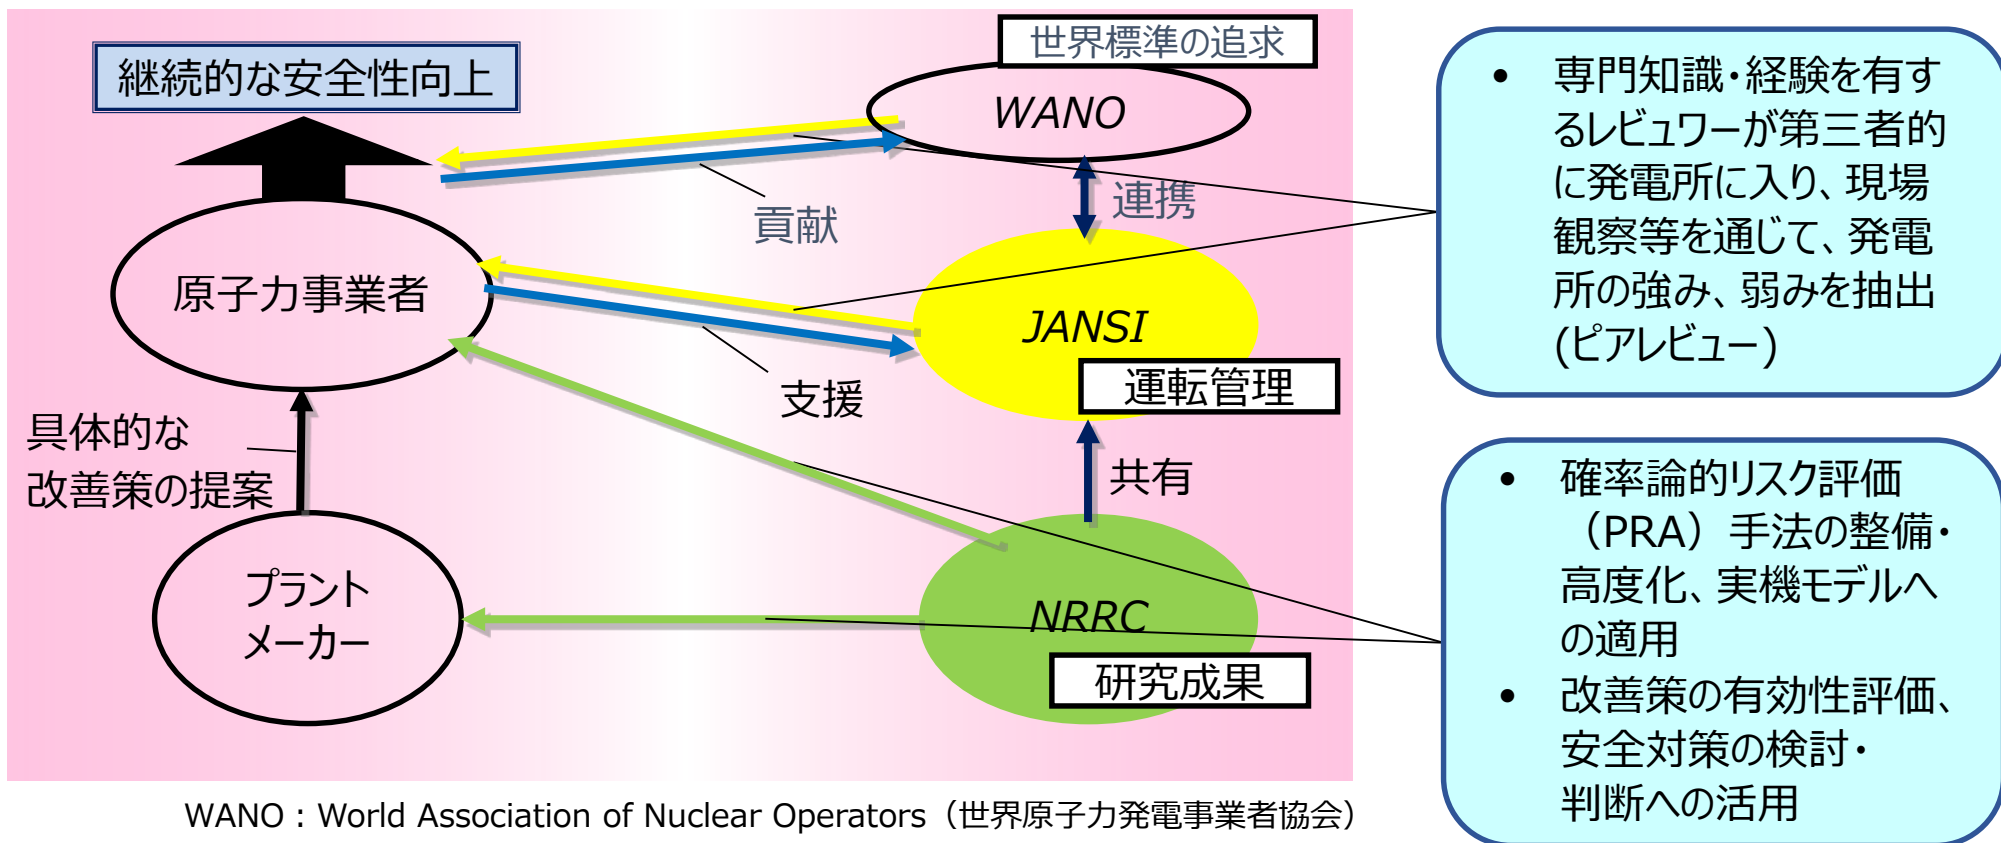 世界標準の追求
継続的な安全性向上
WANO
貢献
連携
原子力事業者
JANSI
運転管理
支援
具体的な
改善策の提案
共有
プラント
メーカー
NRRC
研究成果
• 専門知識・経験を有す
るレビュワーが第三者的
に発電所に入り、現場
観察等を通じて、発電
所の強み、弱みを抽出
(ピアレビュー)
• 確率論的リスク評価
（PRA）手法の整備・
高度化、実機モデルへ
の適用
• 改善策の有効性評価、
安全対策の検討・
判断への活用
WANO：World Association of Nuclear Operators（世界原子力発電事業者協会）